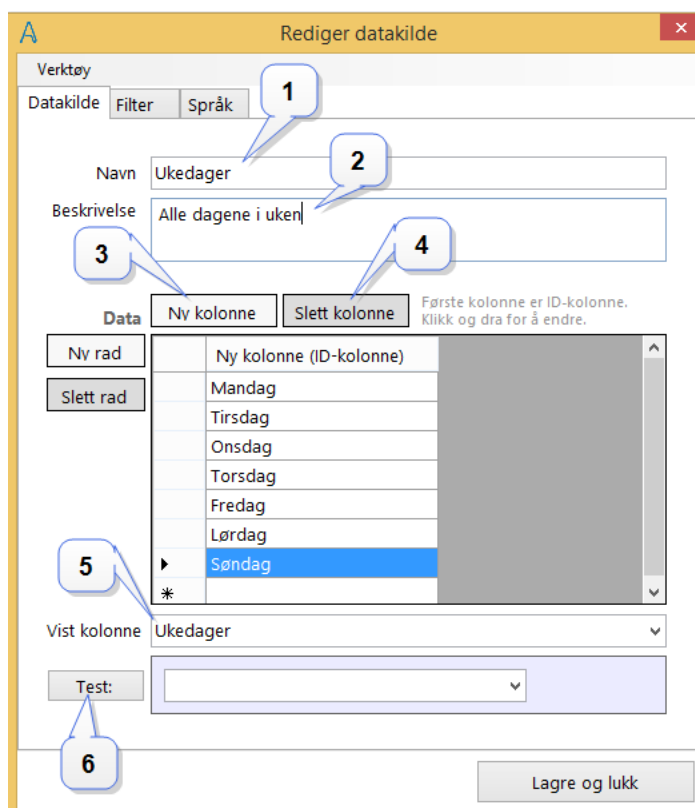 Rediger datakilde
Verktøy
Datakilde Filter Språk
1
Navn Ukedager
2
Beskrivelse Alle dagene i uken
3
4
Data Ny kolonne Slett kolonne Første kolonne er ID-kolonne.
Klikk og dra for å endre.
Ny rad
Slett rad
Ny kolonne (ID-kolonne)
Mandag
Tirsdag
Onsdag
Torsdag
Fredag
Lørdag
Søndag
5
Vist kolonne Ukedager
Test:
6
Lagre og lukk